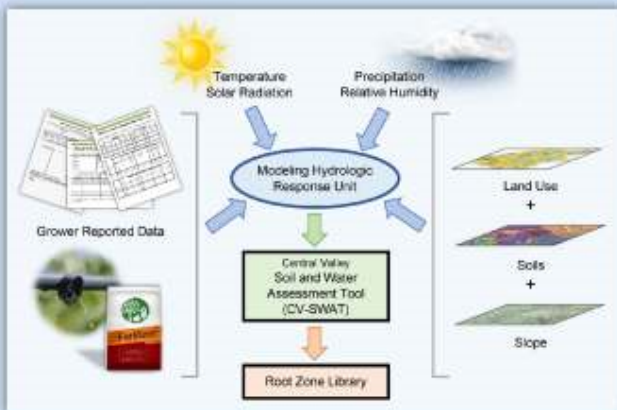 Temperature
Solar Radiation
Precipitation
Relative Humidity
Modeling Hydrologic
Response Unit
Grower Reported Data
Land Use
+
Soils
+
Slope
Central Valley
Soil and Water
Assessment Tool
(CV-SWAT)
Root Zone Library
Fertilizer